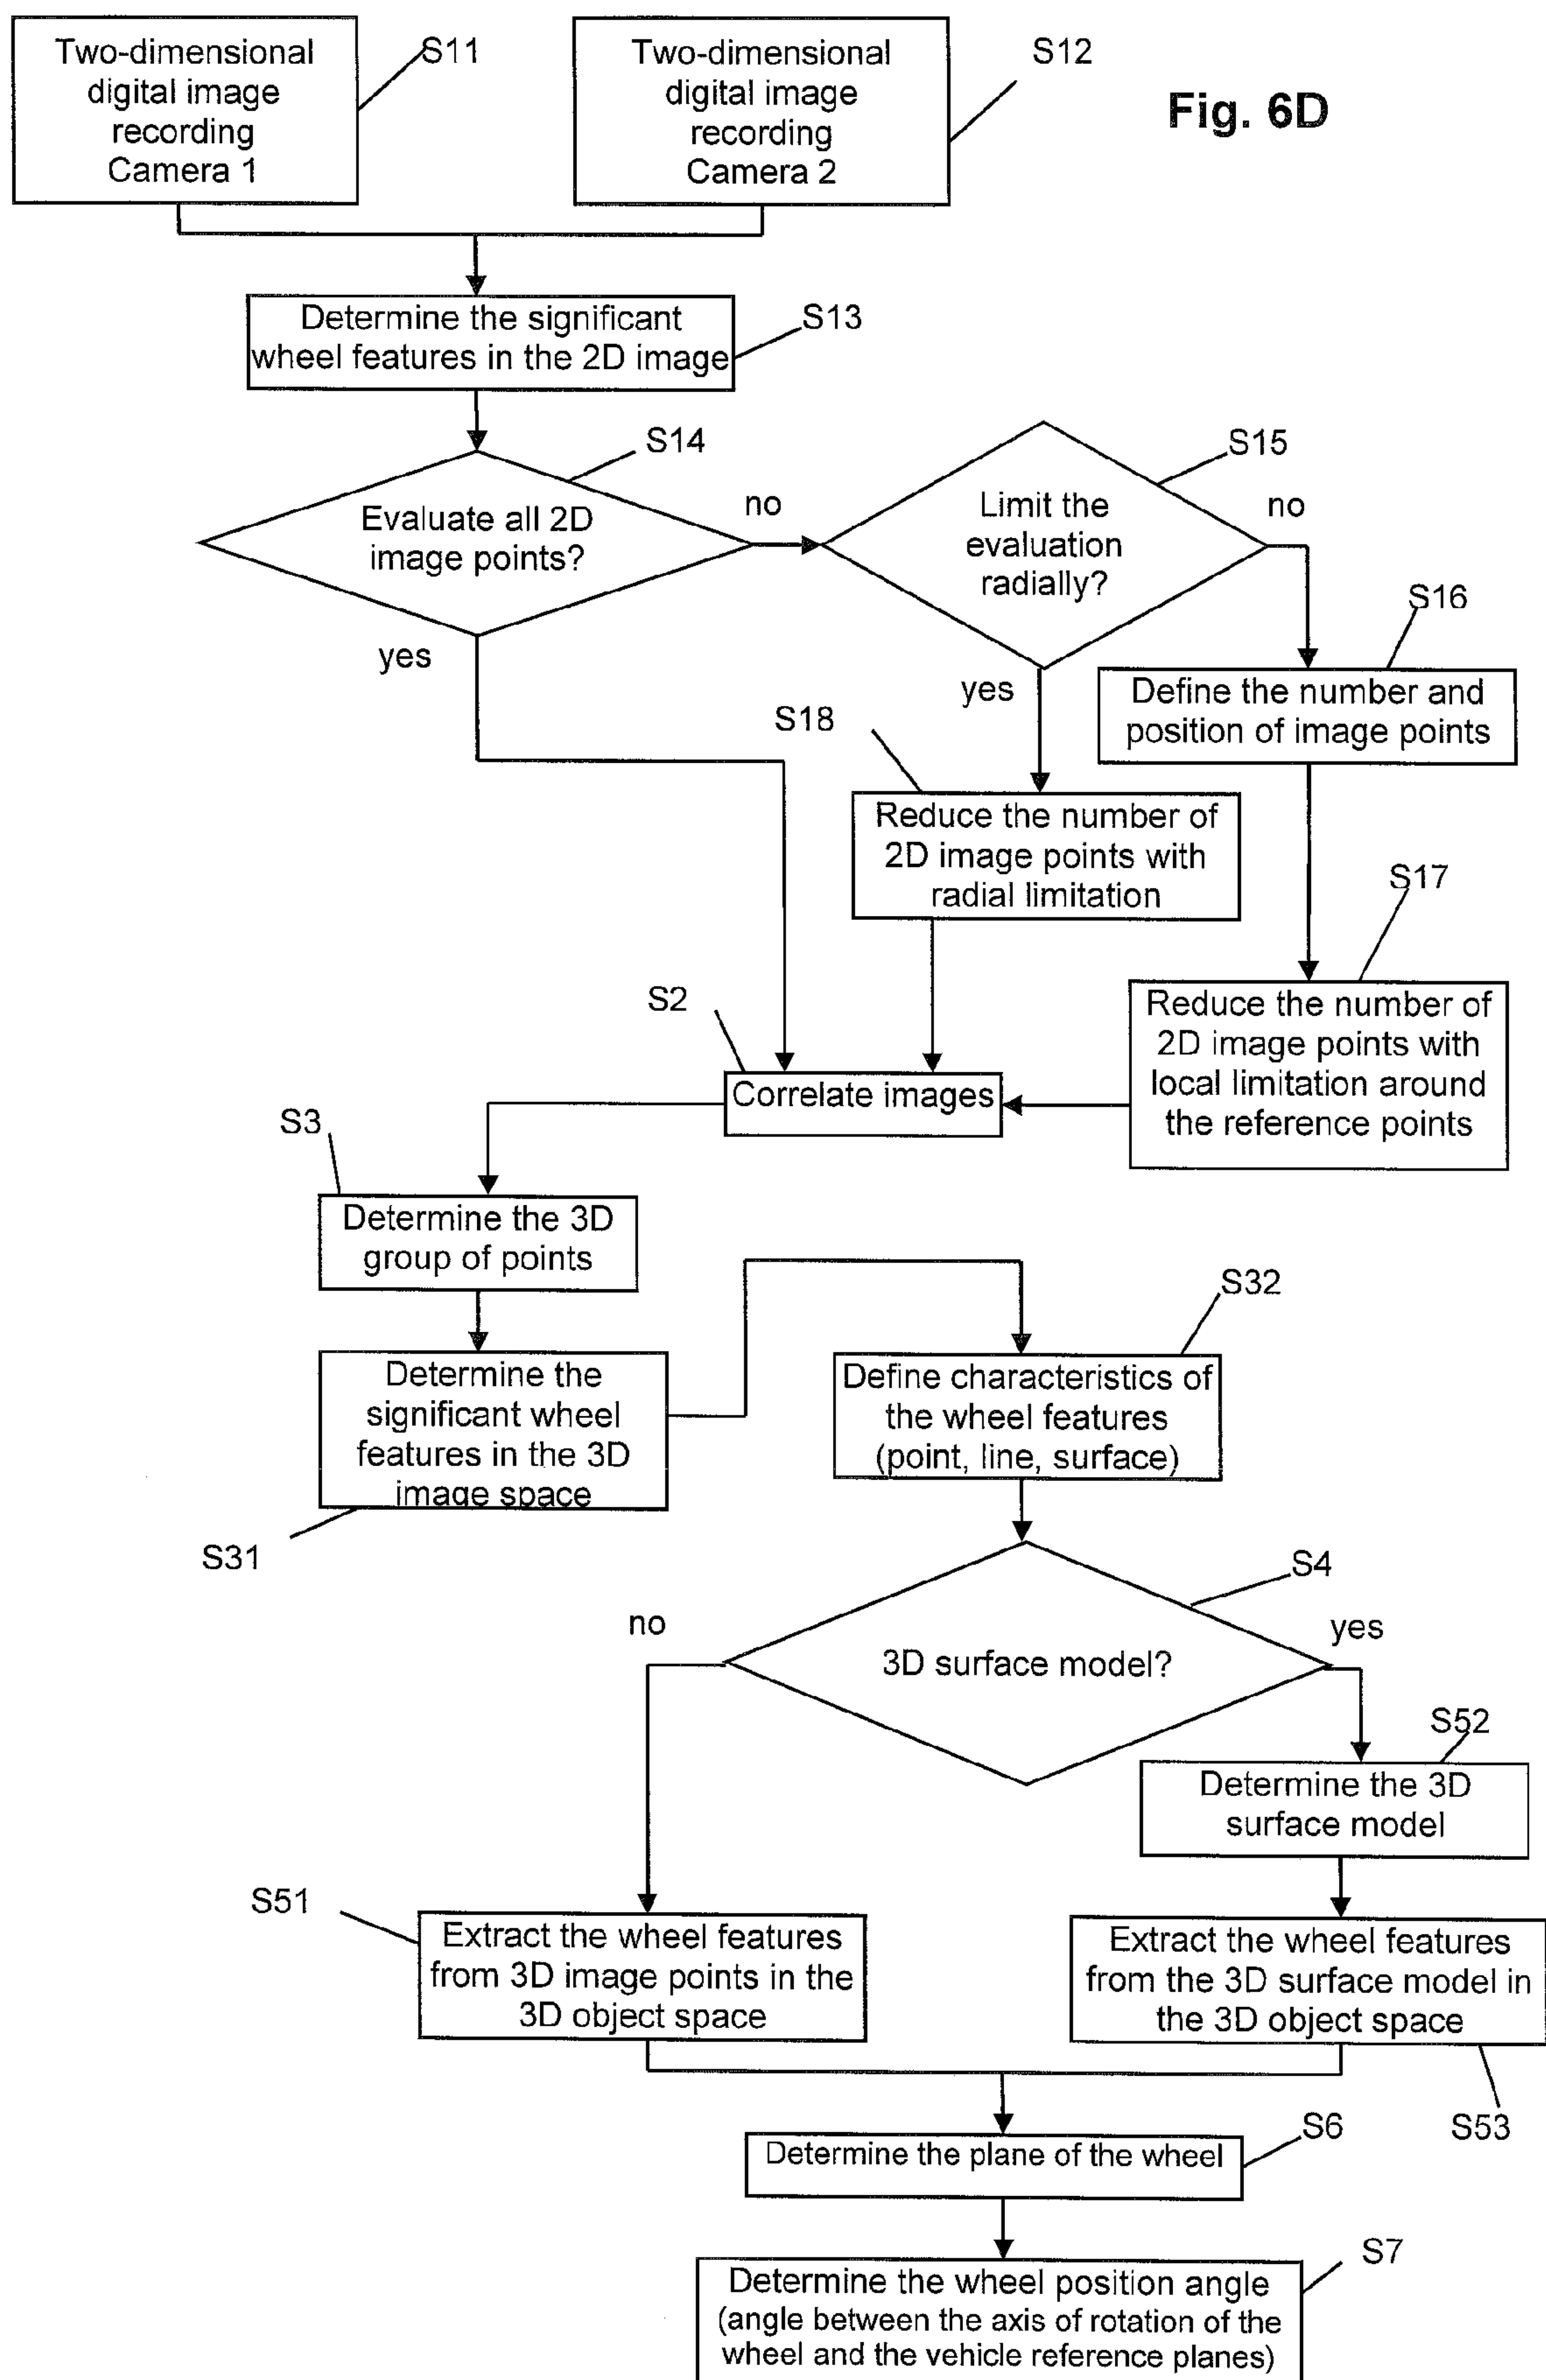 Two-dimensional
digital image
recording
Camera 1
S11
Two-dimensional
digital image
recording
Camera 2
S12
Fig. 6D
Determine the significant
wheel features in the 2D image
S13
S14
Evaluate all 2D
image points?
no
yes
S15
Limit the
evaluation
radially?
no
yes
S16
Define the number and
position of image points
S18
Reduce the number of
2D image points with
radial limitation
S17
Reduce the number of
2D image points with
local limitation around
the reference points
S2
Correlate images
S3
Determine the 3D
group of points
Determine the
significant wheel
features in the 3D
image space
S31
S32
Define characteristics of
the wheel features
(point, line, surface)
S4
3D surface model?
no
yes
S52
Determine the 3D
surface model
S51
Extract the wheel features
from 3D image points in the
3D object space
Extract the wheel features
from the 3D surface model in
the 3D object space
S53
S6
Determine the plane of the wheel
S7
Determine the wheel position angle
(angle between the axis of rotation of the
wheel and the vehicle reference planes)